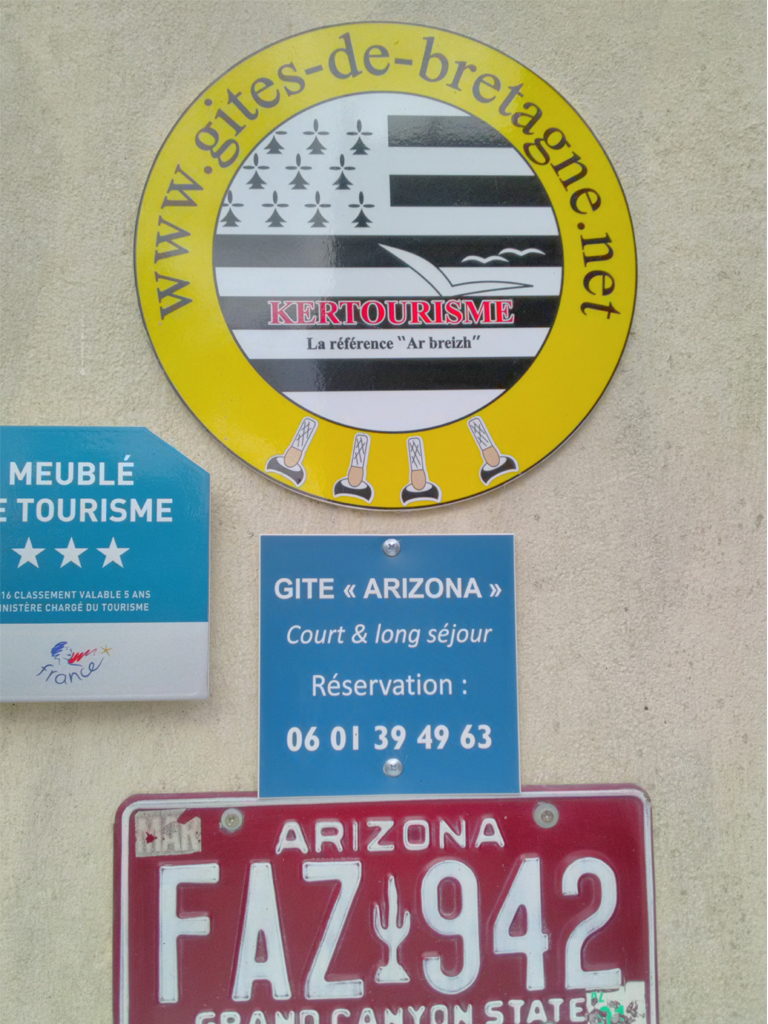 www.gites-de-bretagne.net
KERTOURISME
La référence "Ar breizh"
MEUBLÉ
E TOURISME
16 CLASSEMENT VALABLE 5 ANS
INISTÈRE CHARGÉ DU TOURISME
france
GITE « ARIZONA »
Court & long séjour
Réservation :
06 01 39 49 63
MAR
ARIZONA
FAZ 942
GRAND CANYON STATE